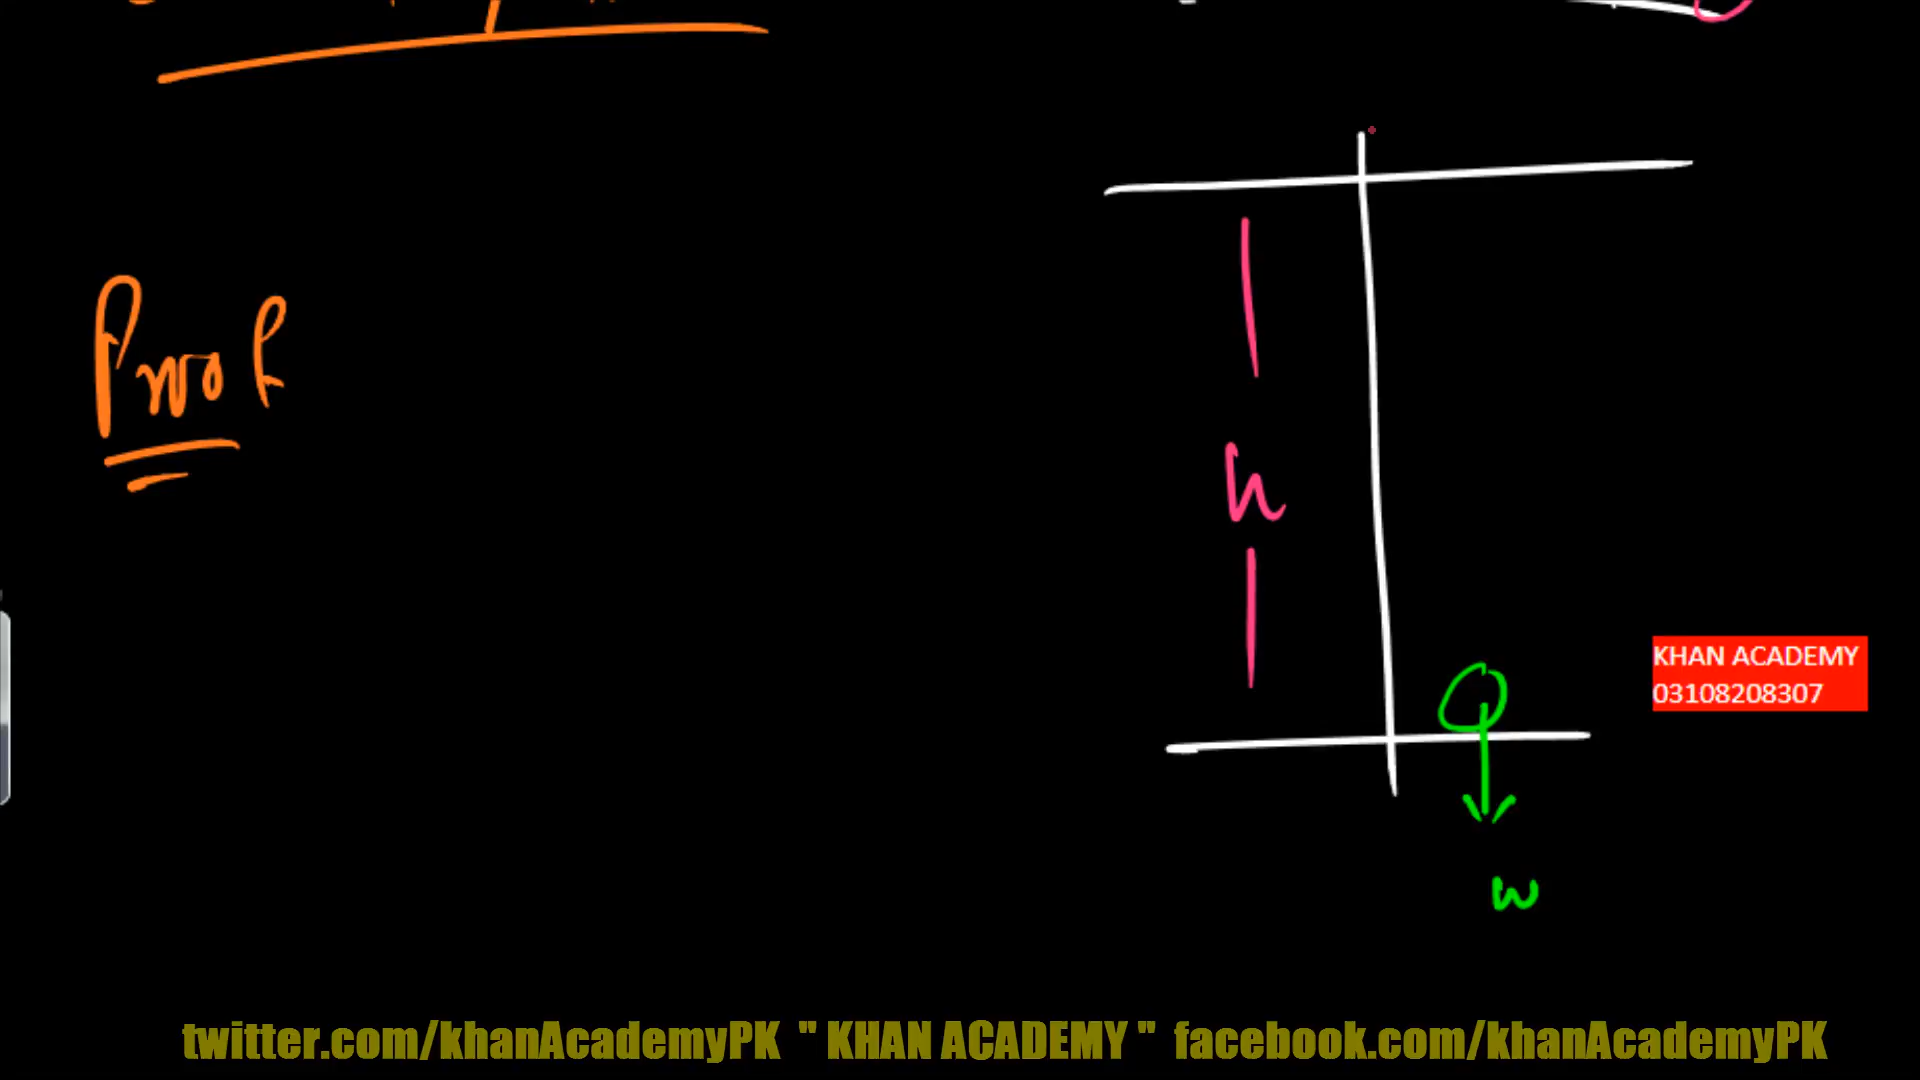 Proof
h
KHAN ACADEMY
03108208307
w
twitter.com/khanAcademyPK " KHAN ACADEMY " facebook.com/khanAcademyPK